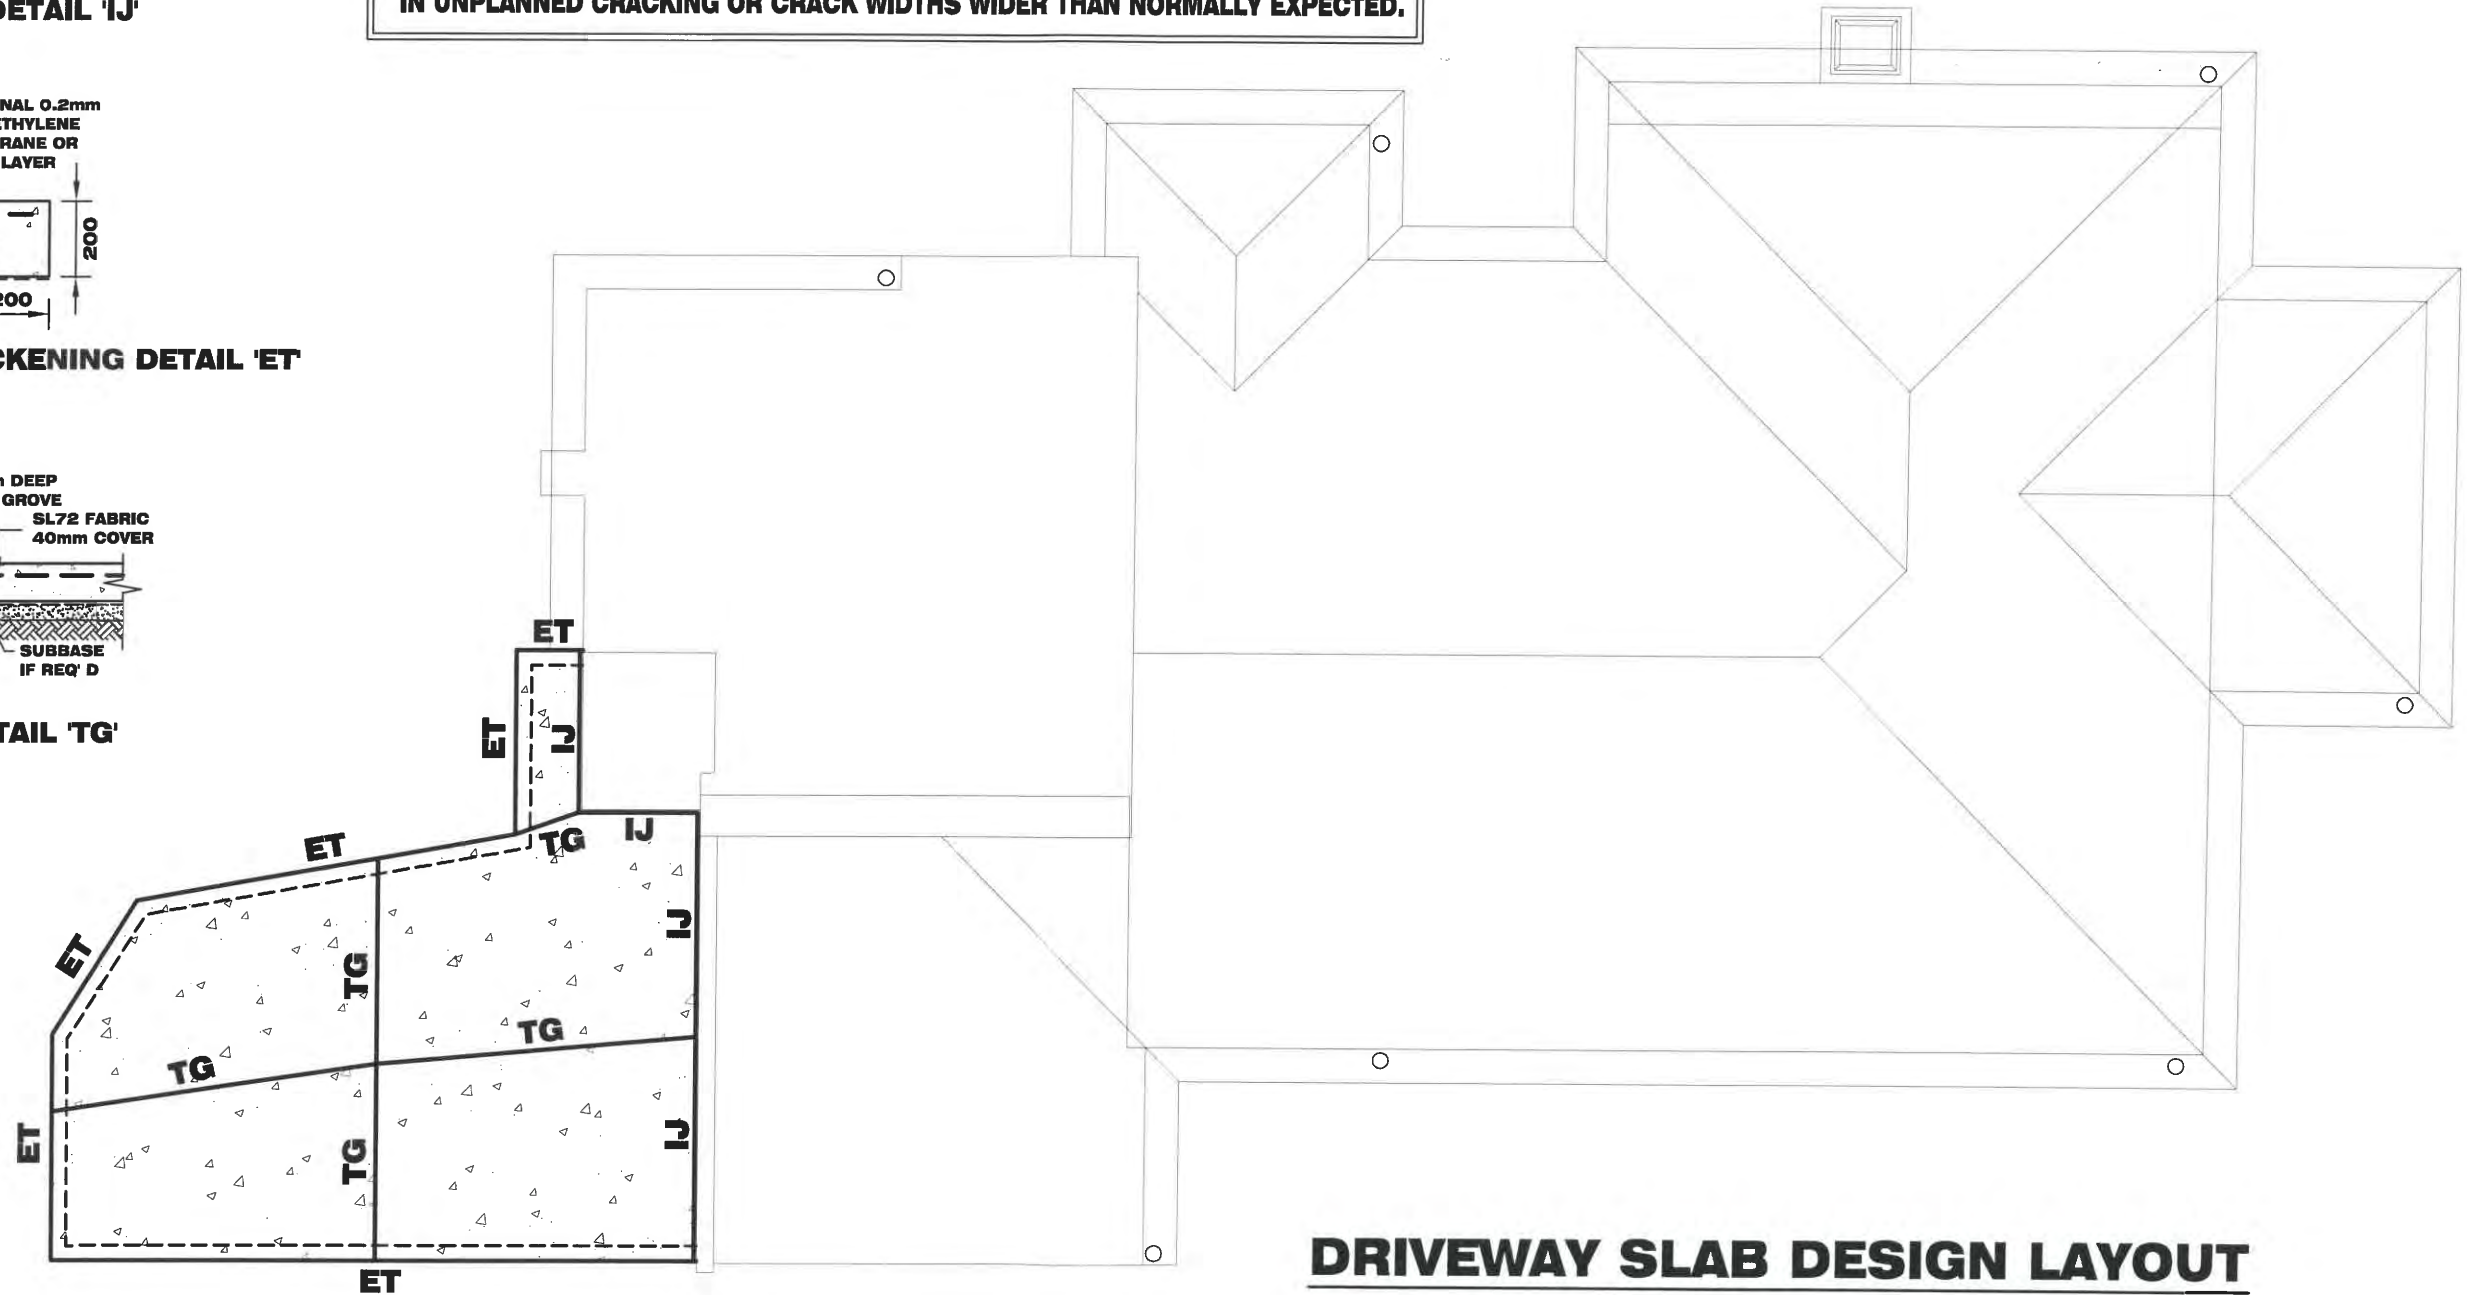 DETAIL 'IJ'
IN UNPLANNED CRACKING OR CRACK WIDTHS WIDER THAN NORMALLY EXPECTED.
NAL 0.2mm
ETHYLENE
RANE OR
LAYER
200
200
CKENING DETAIL 'ET'
DEEP
GROVE
SL72 FABRIC
40mm COVER
SUBBASE
IF REQ' D
TAIL 'TG'
ET
ET
IJ
ET
TG
IJ
ET
IJ
TG
TG
TG
ET
TG
IJ
ET
DRIVEWAY SLAB DESIGN LAYOUT